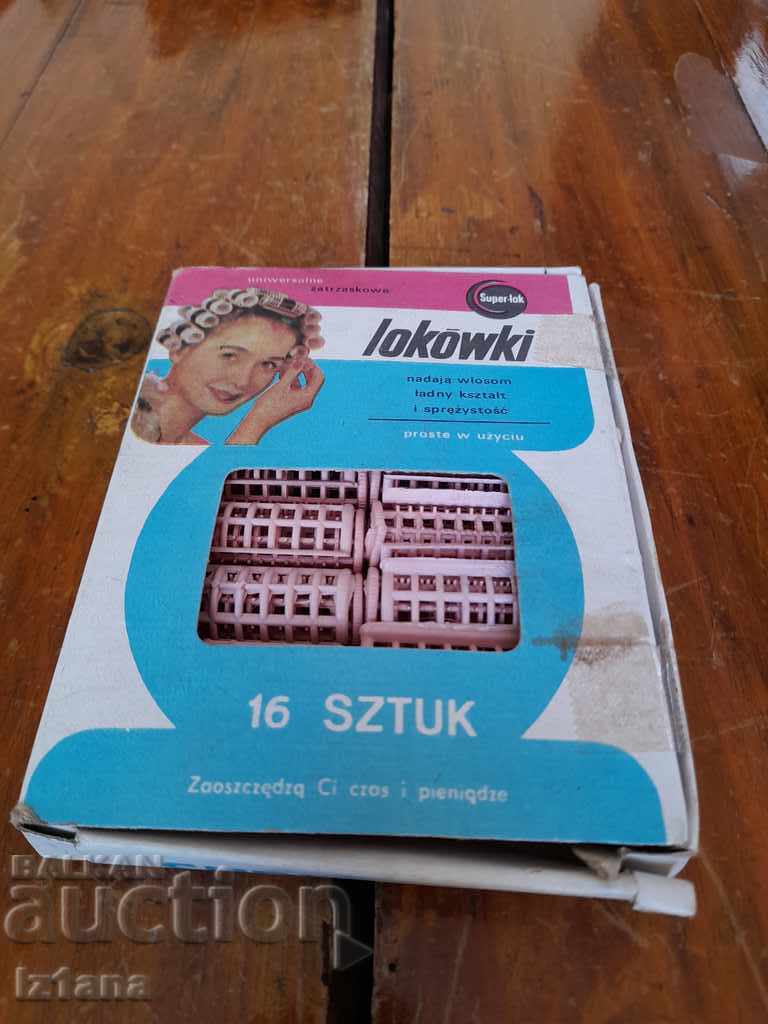 uniwersalne
zatrzaskowe
Super-lok
lokówki
nadają włosom
ładny kształt
i sprężystość
proste w użyciu
16 SZTUK
Zaoszczędzą Ci czas i pieniądze
BALKAN
auction
Iz1ana